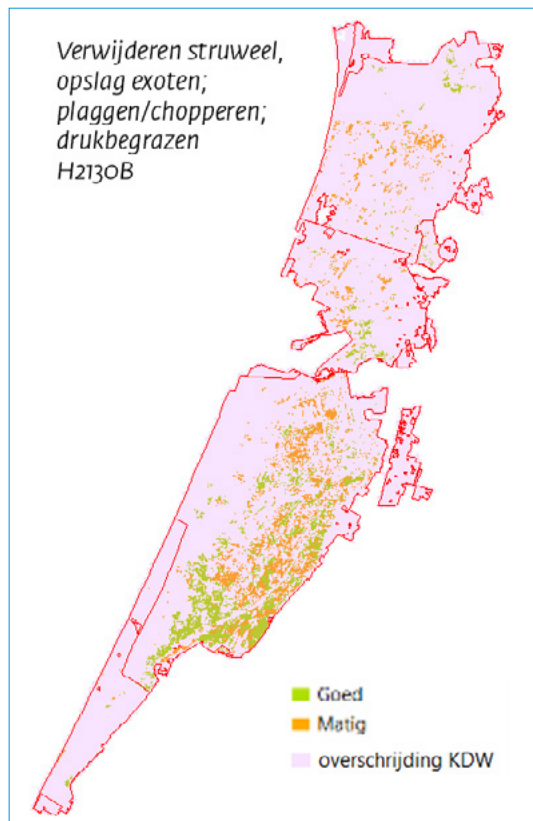 Verwijderen struweel,
opslag exoten;
plaggen/chopperen;
drukbegrazen
H2130B
Goed
Matig
overschrijding KDW